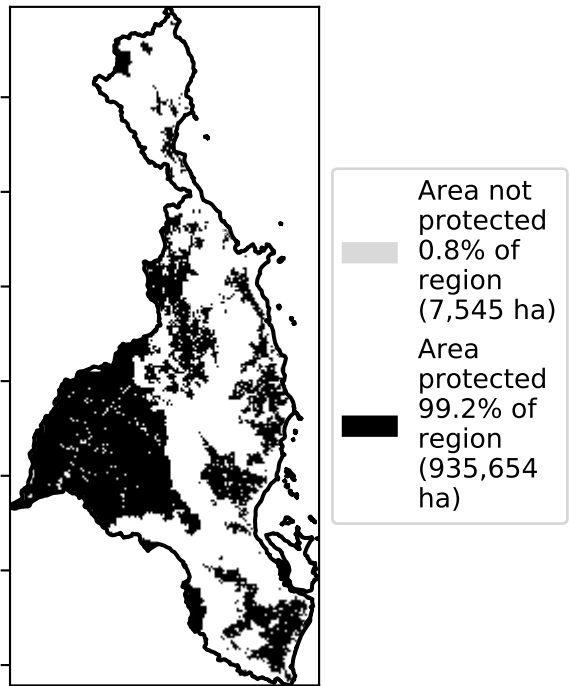 Area not
protected
0.8% of
region
(7,545 ha)
Area
protected
99.2% of
region
(935,654
ha)